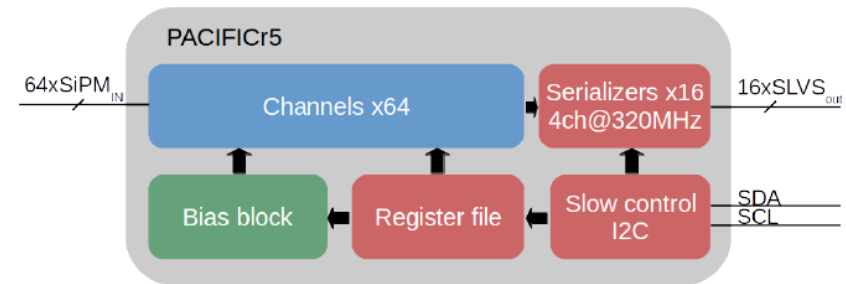 PACIFICr5
64xSiPM_IN
Channels x64
Serializers x16
4ch@320MHz
16xSLVS_out
Bias block
Register file
Slow control
I2C
SDA
SCL